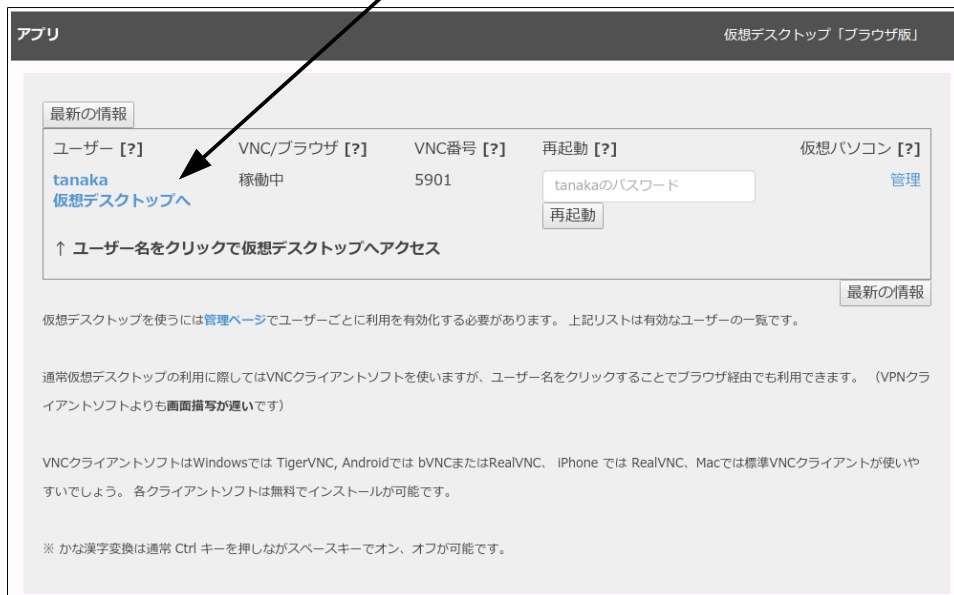 アプリ
仮想デスクトップ「ブラウザ版」
最新の情報
ユーザー [?] VNC/ブラウザ [?] VNC番号 [?] 再起動 [?] 仮想パソコン [?]
tanaka 稼働中 5901 tanakaのパスワード 管理
仮想デスクトップへ
再起動
↑ ユーザー名をクリックで仮想デスクトップへアクセス
最新の情報
仮想デスクトップを使うには管理ページでユーザーごとに利用を有効化する必要があります。 上記リストは有効なユーザーの一覧です。
通常仮想デスクトップの利用に際してはVNCクライアントソフトを使いますが、ユーザー名をクリックすることでブラウザ経由でも利用できます。 （VPNクラ
イアントソフトよりも画面描写が遅いです）
VNCクライアントソフトはWindowsでは TigerVNC, Androidでは bVNCまたはRealVNC、 iPhone では RealVNC、Macでは標準VNCクライアントが使いや
すいでしょう。 各クライアントソフトは無料でインストールが可能です。
※ かな漢字変換は通常 Ctrl キーを押しながスペースキーでオン、オフが可能です。